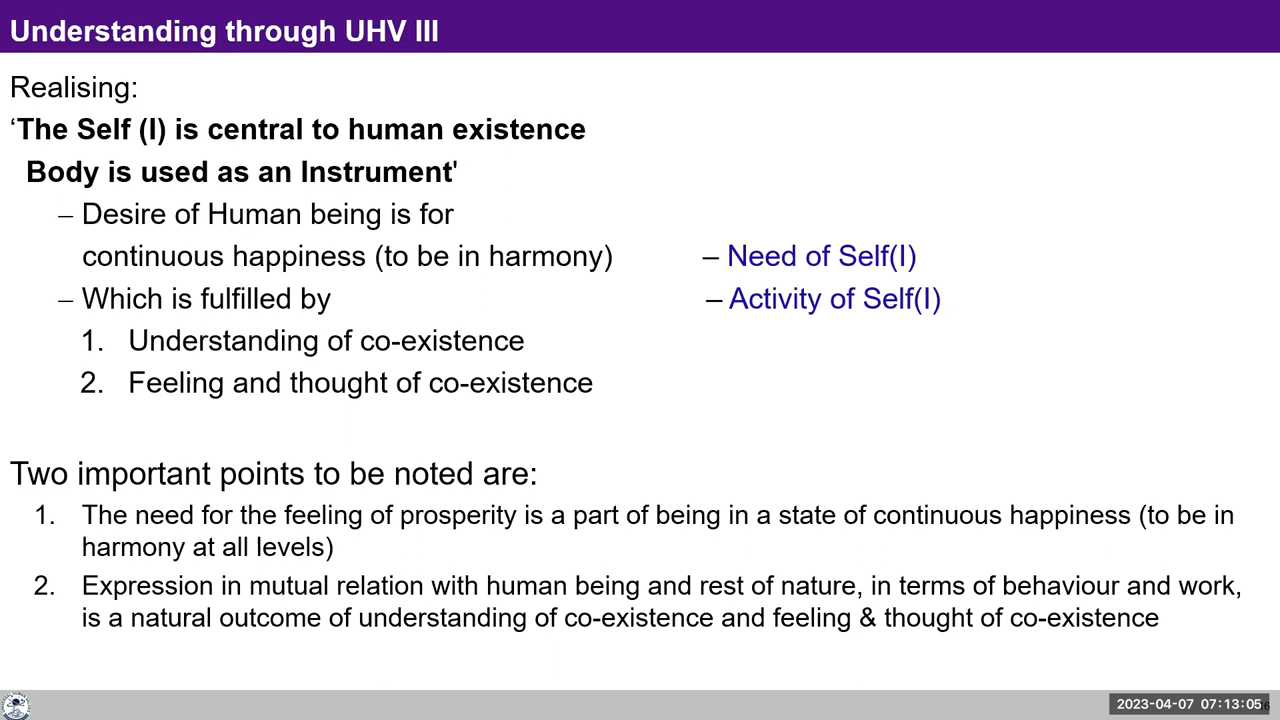 Understanding through UHV III
Realising:
‘The Self (I) is central to human existence
Body is used as an Instrument'
– Desire of Human being is for
continuous happiness (to be in harmony) – Need of Self(I)
– Which is fulfilled by – Activity of Self(I)
1. Understanding of co-existence
2. Feeling and thought of co-existence
Two important points to be noted are:
1. The need for the feeling of prosperity is a part of being in a state of continuous happiness (to be in
harmony at all levels)
2. Expression in mutual relation with human being and rest of nature, in terms of behaviour and work,
is a natural outcome of understanding of co-existence and feeling & thought of co-existence
2023-04-07 07:13:05